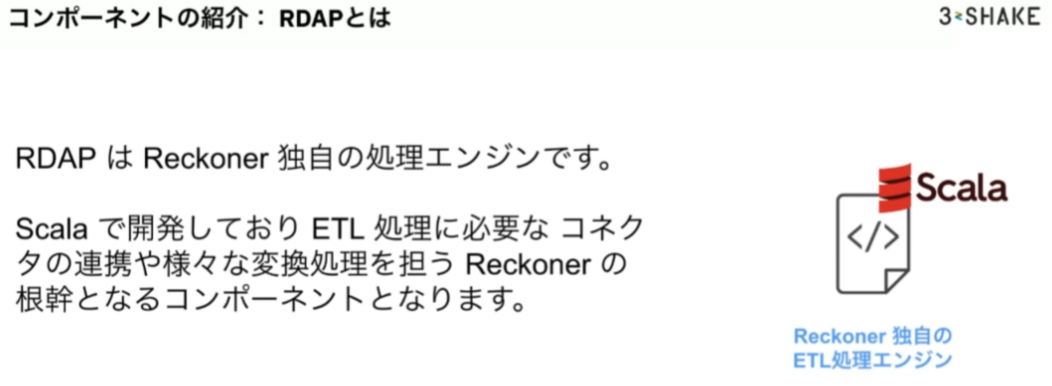 コンポーネントの紹介： RDAPとは
3-SHAKE
RDAP は Reckoner 独自の処理エンジンです。
Scala で開発しており ETL 処理に必要な コネク
タの連携や様々な変換処理を担う Reckoner の
根幹となるコンポーネントとなります。
Scala
</>
Reckoner 独自の
ETL処理エンジン